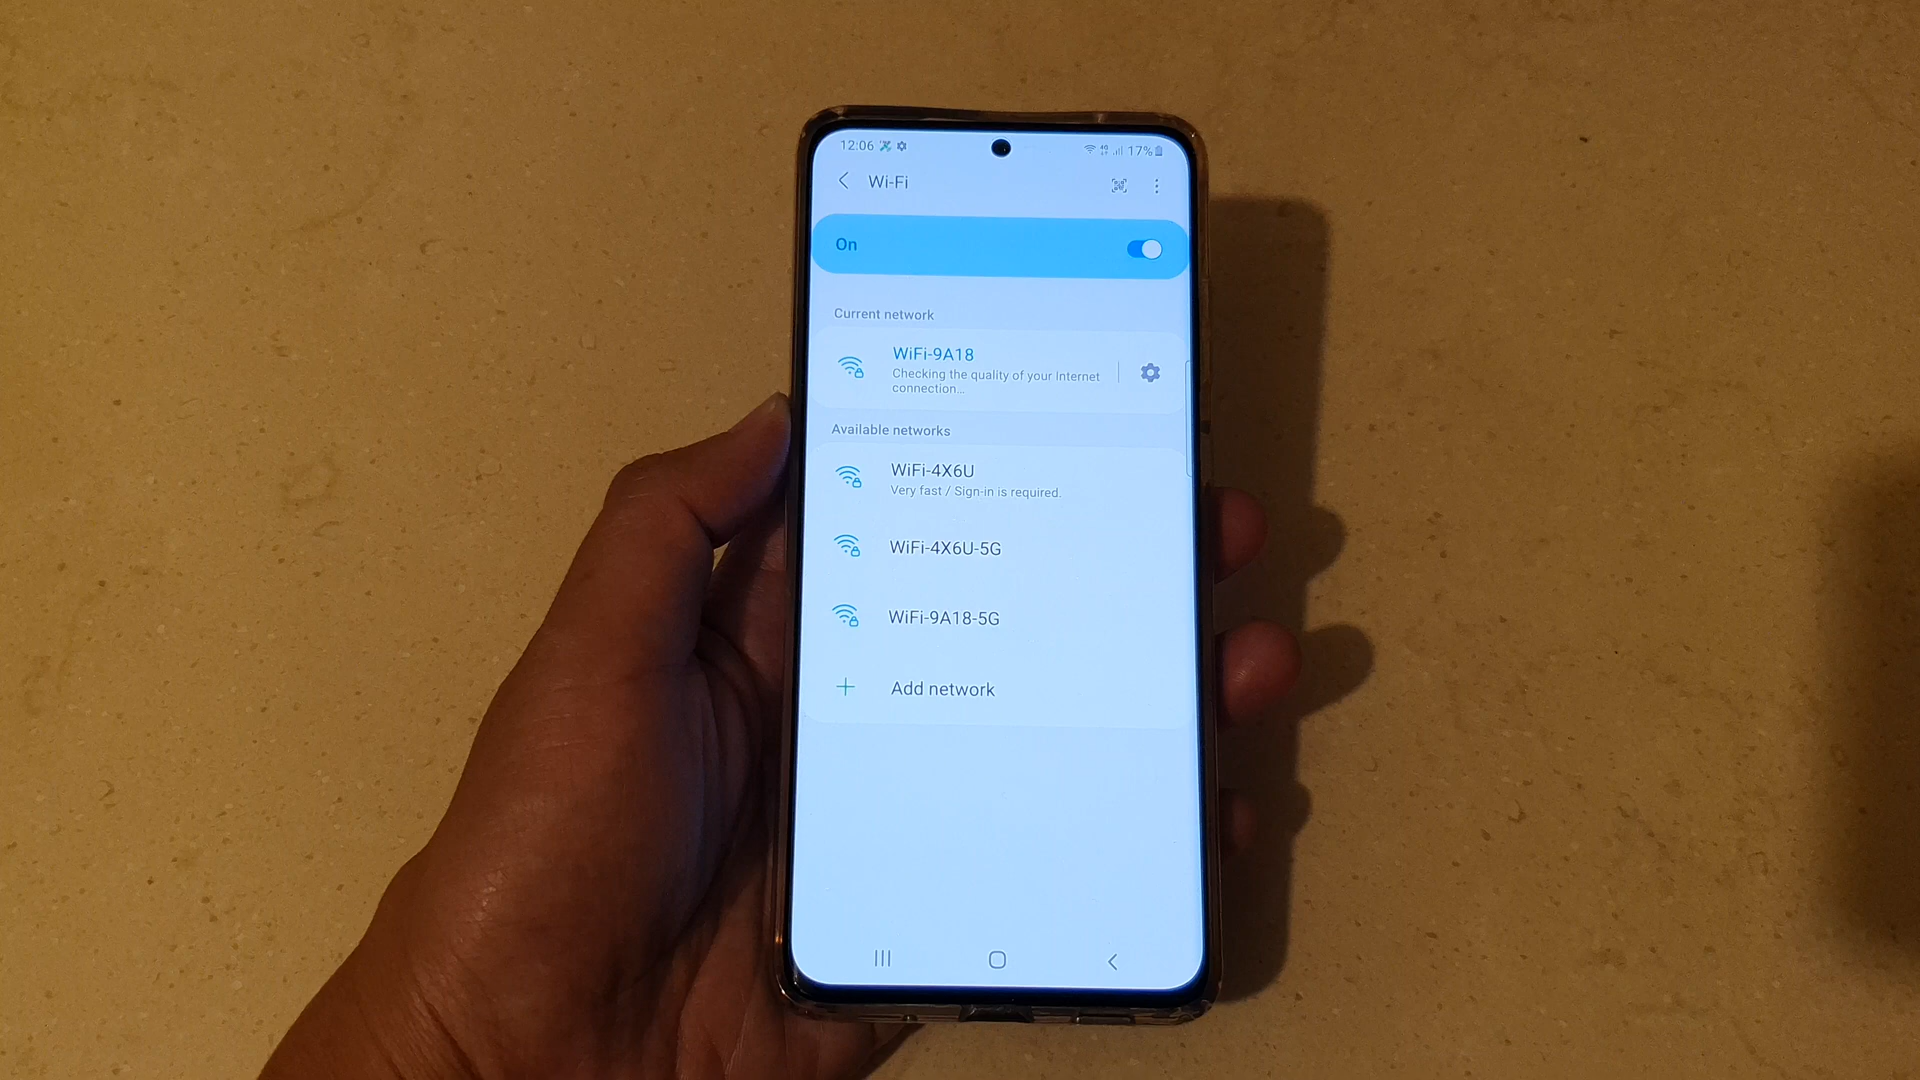 12:06 4G 17%
Wi-Fi
On
Current network
WiFi-9A18
Checking the quality of your Internet
connection...
Available networks
WiFi-4X6U
Very fast / Sign-in is required.
WiFi-4X6U-5G
WiFi-9A18-5G
Add network